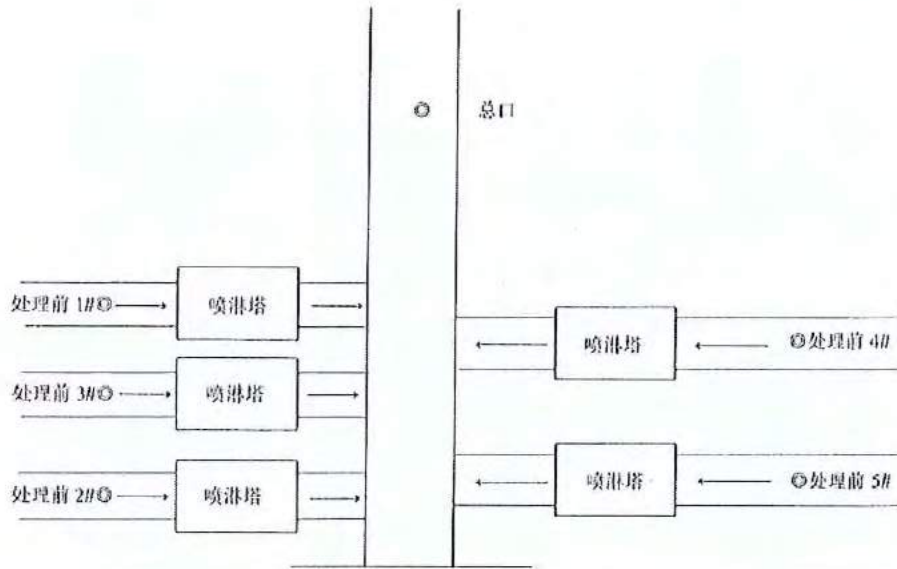 ◎ 总口
处理前 1#◎
喷淋塔
喷淋塔
◎处理前 4#
处理前 3#◎
喷淋塔
处理前 2#◎
喷淋塔
喷淋塔
◎处理前 5#